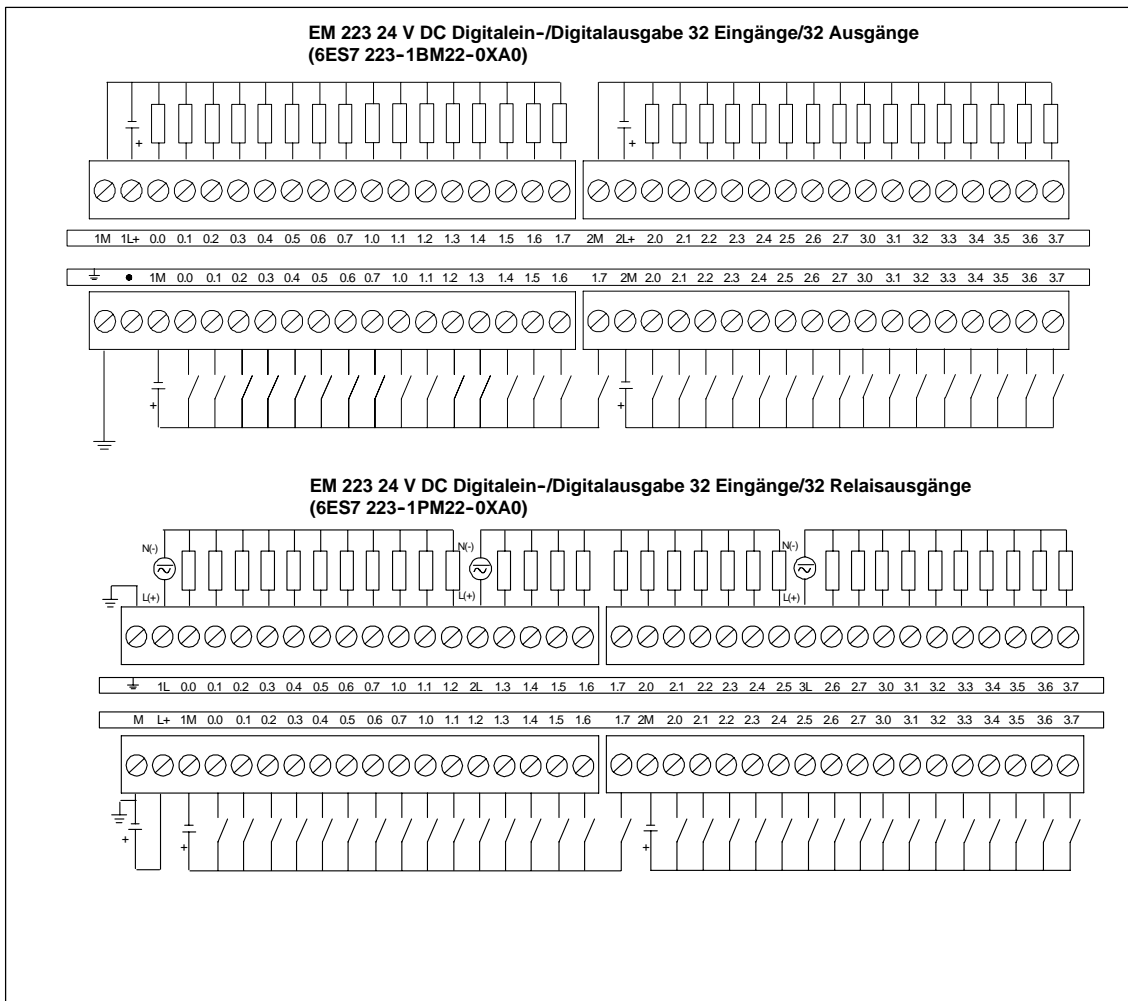 EM 223 24 V DC Digitalein-/Digitalausgabe 32 Eingänge/32 Ausgänge
(6ES7 223-1BM22-0XA0)
+ +
1M 1L+ 0.0 0.1 0.2 0.3 0.4 0.5 0.6 0.7 1.0 1.1 1.2 1.3 1.4 1.5 1.6 1.7 2M 2L+ 2.0 2.1 2.2 2.3 2.4 2.5 2.6 2.7 3.0 3.1 3.2 3.3 3.4 3.5 3.6 3.7
1M 0.0 0.1 0.2 0.3 0.4 0.5 0.6 0.7 1.0 1.1 1.2 1.3 1.4 1.5 1.6 1.7 2M 2.0 2.1 2.2 2.3 2.4 2.5 2.6 2.7 3.0 3.1 3.2 3.3 3.4 3.5 3.6 3.7
+ +
EM 223 24 V DC Digitalein-/Digitalausgabe 32 Eingänge/32 Relaisausgänge
(6ES7 223-1PM22-0XA0)
N(-) N(-) N(-)
L(+) L(+) L(+)
1L 0.0 0.1 0.2 0.3 0.4 0.5 0.6 0.7 1.0 1.1 1.2 2L 1.3 1.4 1.5 1.6 1.7 2.0 2.1 2.2 2.3 2.4 2.5 3L 2.6 2.7 3.0 3.1 3.2 3.3 3.4 3.5 3.6 3.7
M L+ 1M 0.0 0.1 0.2 0.3 0.4 0.5 0.6 0.7 1.0 1.1 1.2 1.3 1.4 1.5 1.6 1.7 2M 2.0 2.1 2.2 2.3 2.4 2.5 2.6 2.7 3.0 3.1 3.2 3.3 3.4 3.5 3.6 3.7
+ + +